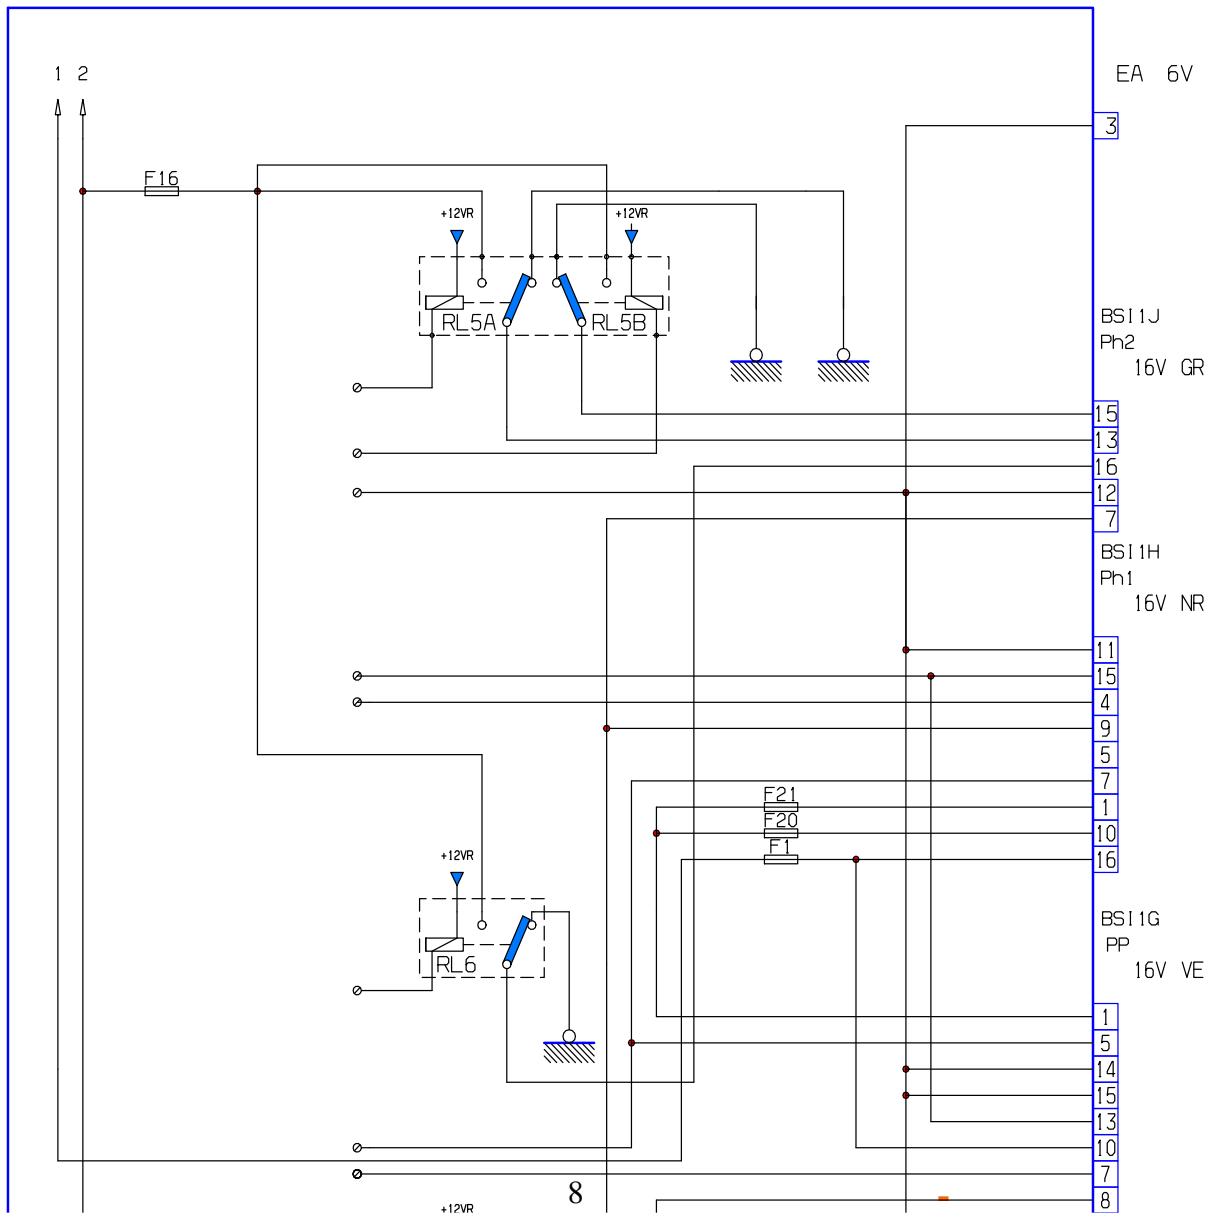 1 2
EA 6V
3
F16
+12VR
+12VR
RL5A
RL5B
BSI1J
Ph2
16V GR
15
13
16
12
7
BSI1H
Ph1
16V NR
11
15
4
9
5
7
F21
1
F20
10
F1
16
+12VR
BSI1G
PP
16V VE
RL6
1
5
14
15
13
10
7
8
8
+12VR